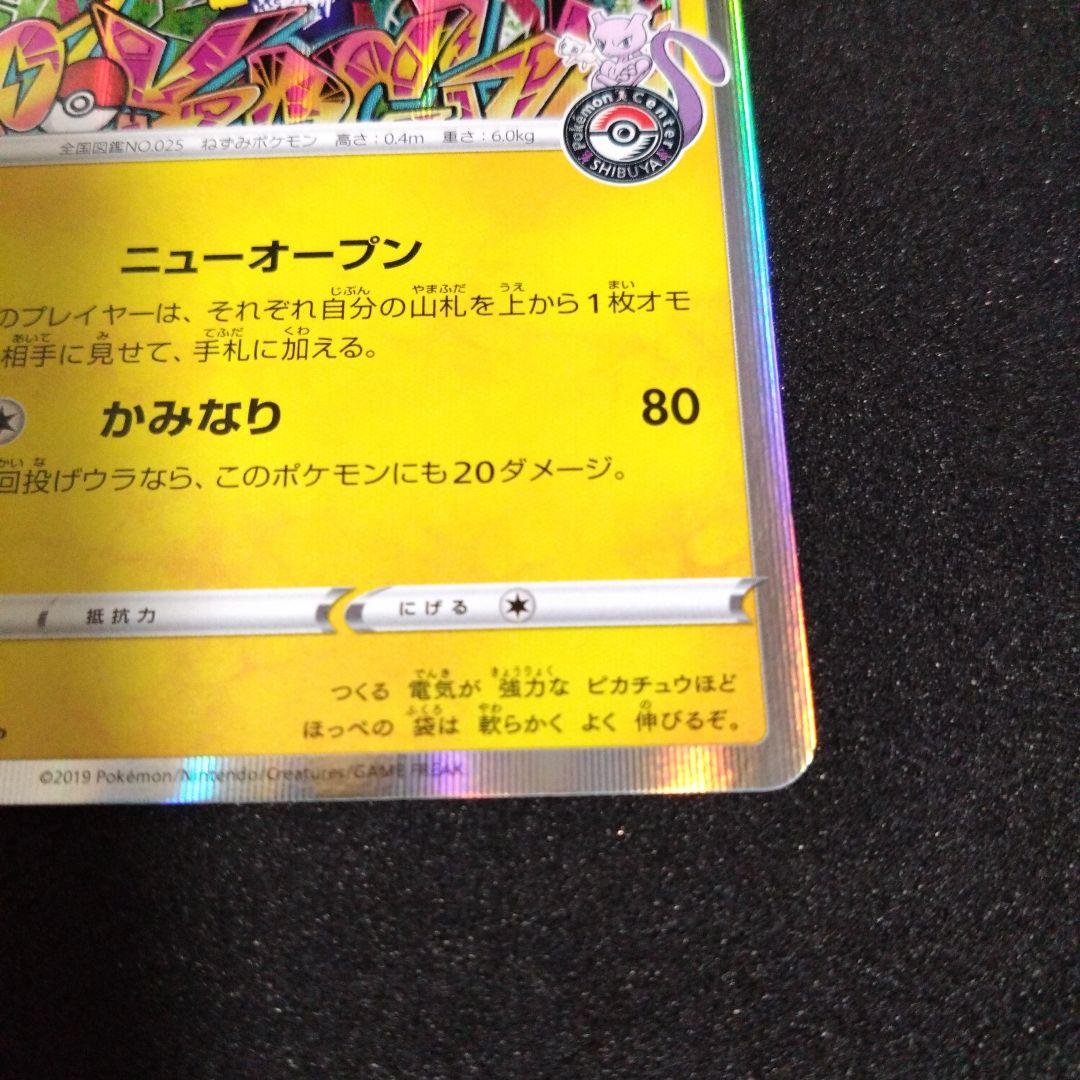 Pokémon Center
SHIBUYA
全国図鑑NO.025 ねずみポケモン 高さ：0.4m 重さ：6.0kg
ニューオープン
のプレイヤーは、それぞれ自分の山札を上から1枚オモ
相手に見せて、手札に加える。
かみなり 80
回投げウラなら、このポケモンにも20ダメージ。
抵抗力 にげる
つくる 電気が 強力な ピカチュウほど
ほっぺの 袋は 軟らかく よく 伸びるぞ。
©2019 Pokémon/Nintendo/Creatures/GAME FREAK